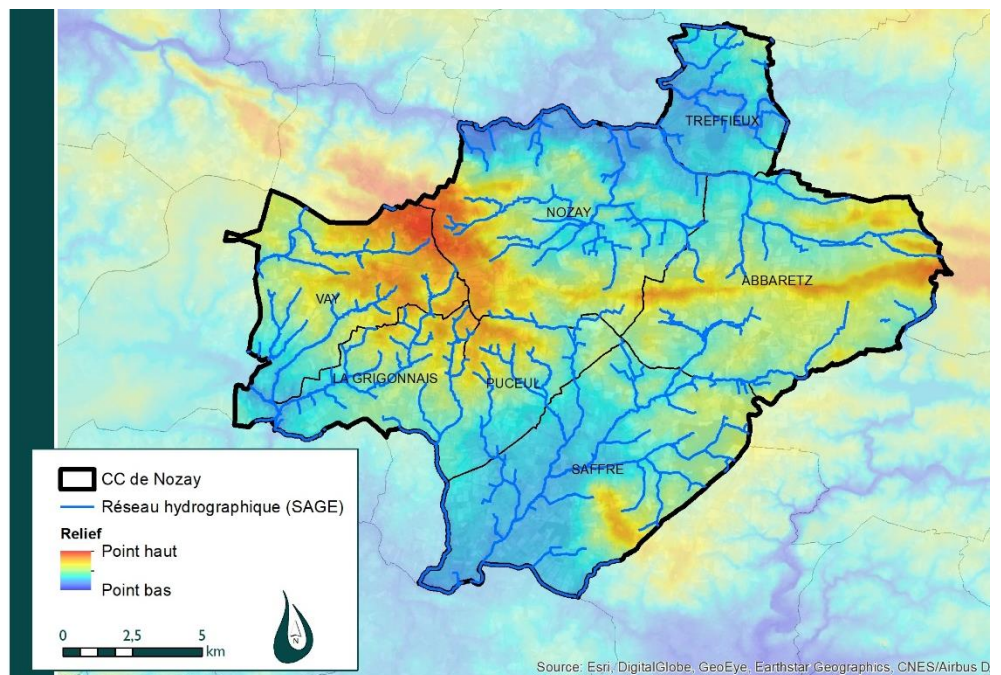 TREFFIEUX
NOZAY
ABBARETZ
VAY
LA GRIGONNAIS
PUCEUL
SAFFRE
CC de Nozay
Réseau hydrographique (SAGE)
Relief
Point haut
Point bas
0 2,5 5
km
N
Source: Esri, DigitalGlobe, GeoEye, Earthstar Geographics, CNES/Airbus D